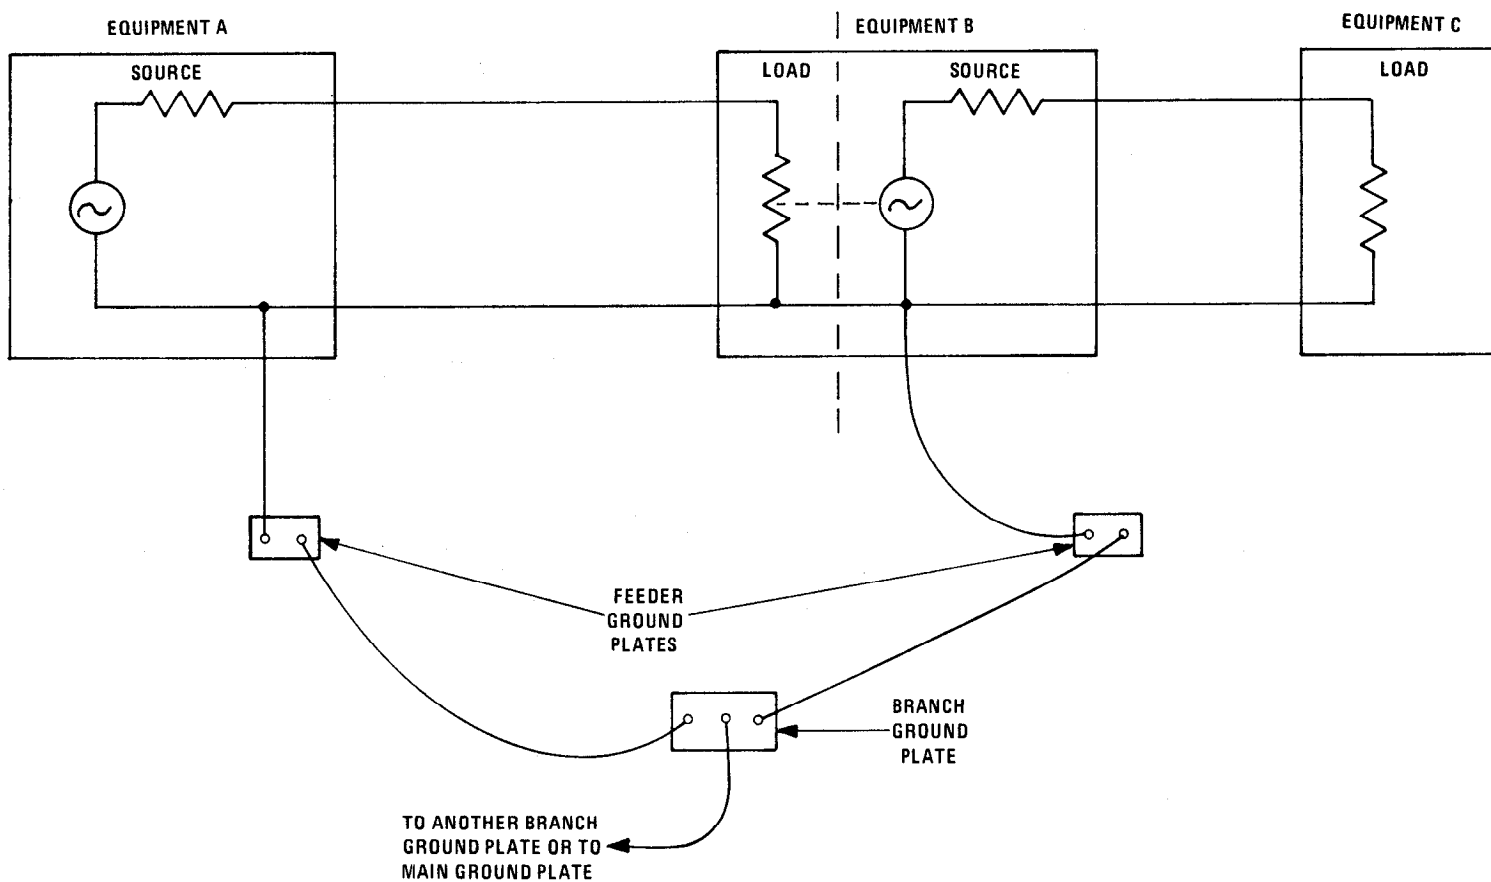 EQUIPMENT A
EQUIPMENT B
EQUIPMENT C
SOURCE
LOAD
SOURCE
LOAD
FEEDER
GROUND
PLATES
BRANCH
GROUND
PLATE
TO ANOTHER BRANCH
GROUND PLATE OR TO
MAIN GROUND PLATE